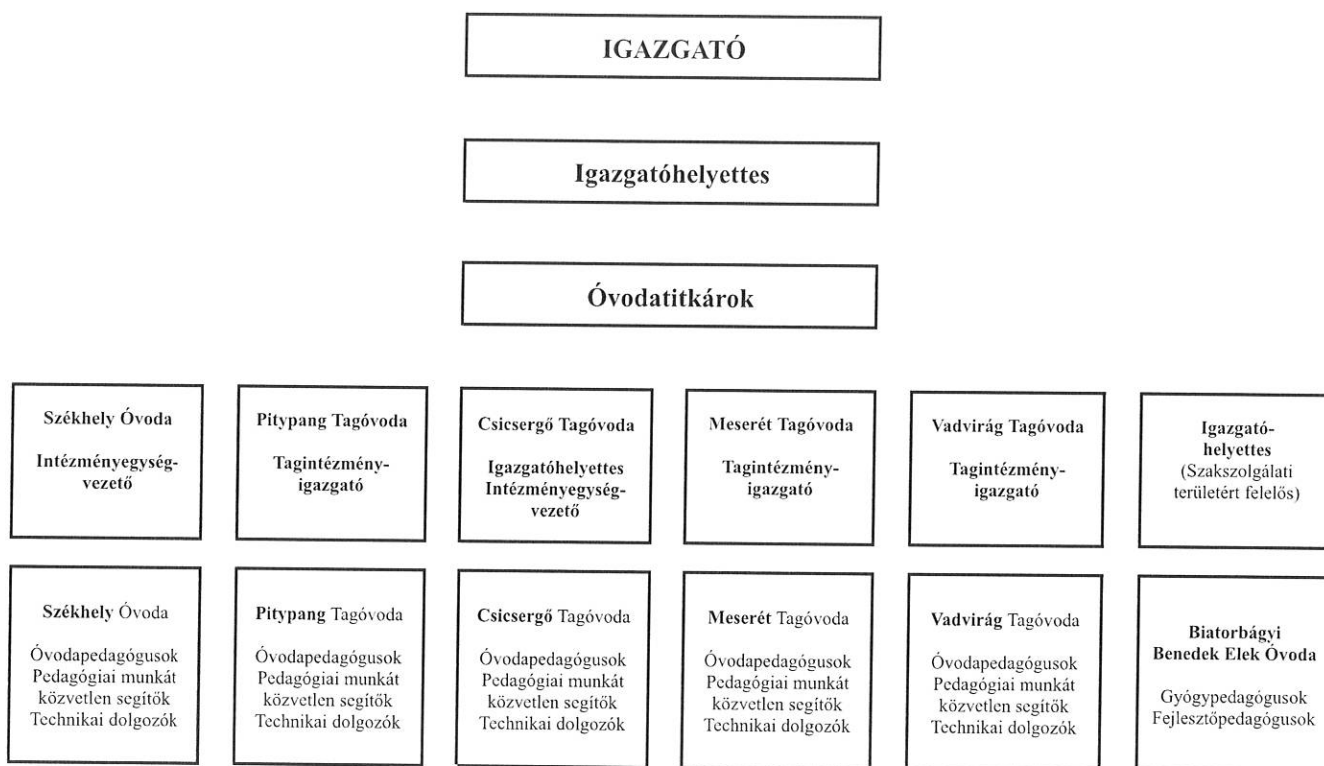 IGAZGATÓ
Igazgatóhelyettes
Óvodatitkárok
Székhely Óvoda
Intézményegység-
vezető
Pitypang Tagóvoda
Tagintézmény-
igazgató
Csicsergő Tagóvoda
Igazgatóhelyettes
Intézményegység-
vezető
Meserét Tagóvoda
Tagintézmény-
igazgató
Vadvirág Tagóvoda
Tagintézmény-
igazgató
Igazgató-
helyettes
(Szakszolgálati
területért felelős)
Székhely Óvoda
Óvodapedagógusok
Pedagógiai munkát
közvetlen segítők
Technikai dolgozók
Pitypang Tagóvoda
Óvodapedagógusok
Pedagógiai munkát
közvetlen segítők
Technikai dolgozók
Csicsergő Tagóvoda
Óvodapedagógusok
Pedagógiai munkát
közvetlen segítők
Technikai dolgozók
Meserét Tagóvoda
Óvodapedagógusok
Pedagógiai munkát
közvetlen segítők
Technikai dolgozók
Vadvirág Tagóvoda
Óvodapedagógusok
Pedagógiai munkát
közvetlen segítők
Technikai dolgozók
Biatorbágyi
Benedek Elek Óvoda
Gyógypedagógusok
Fejlesztőpedagógusok